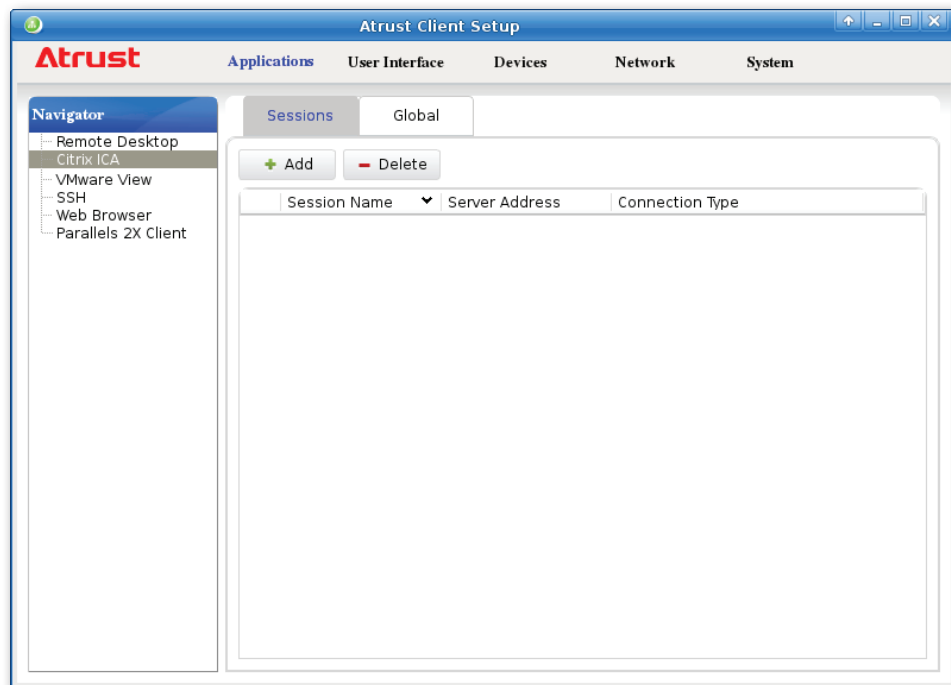 Atrust Client Setup
Atrust
Applications User Interface Devices Network System
Navigator
Remote Desktop
Citrix ICA
VMware View
SSH
Web Browser
Parallels 2X Client
Sessions Global
Add Delete
Session Name Server Address Connection Type